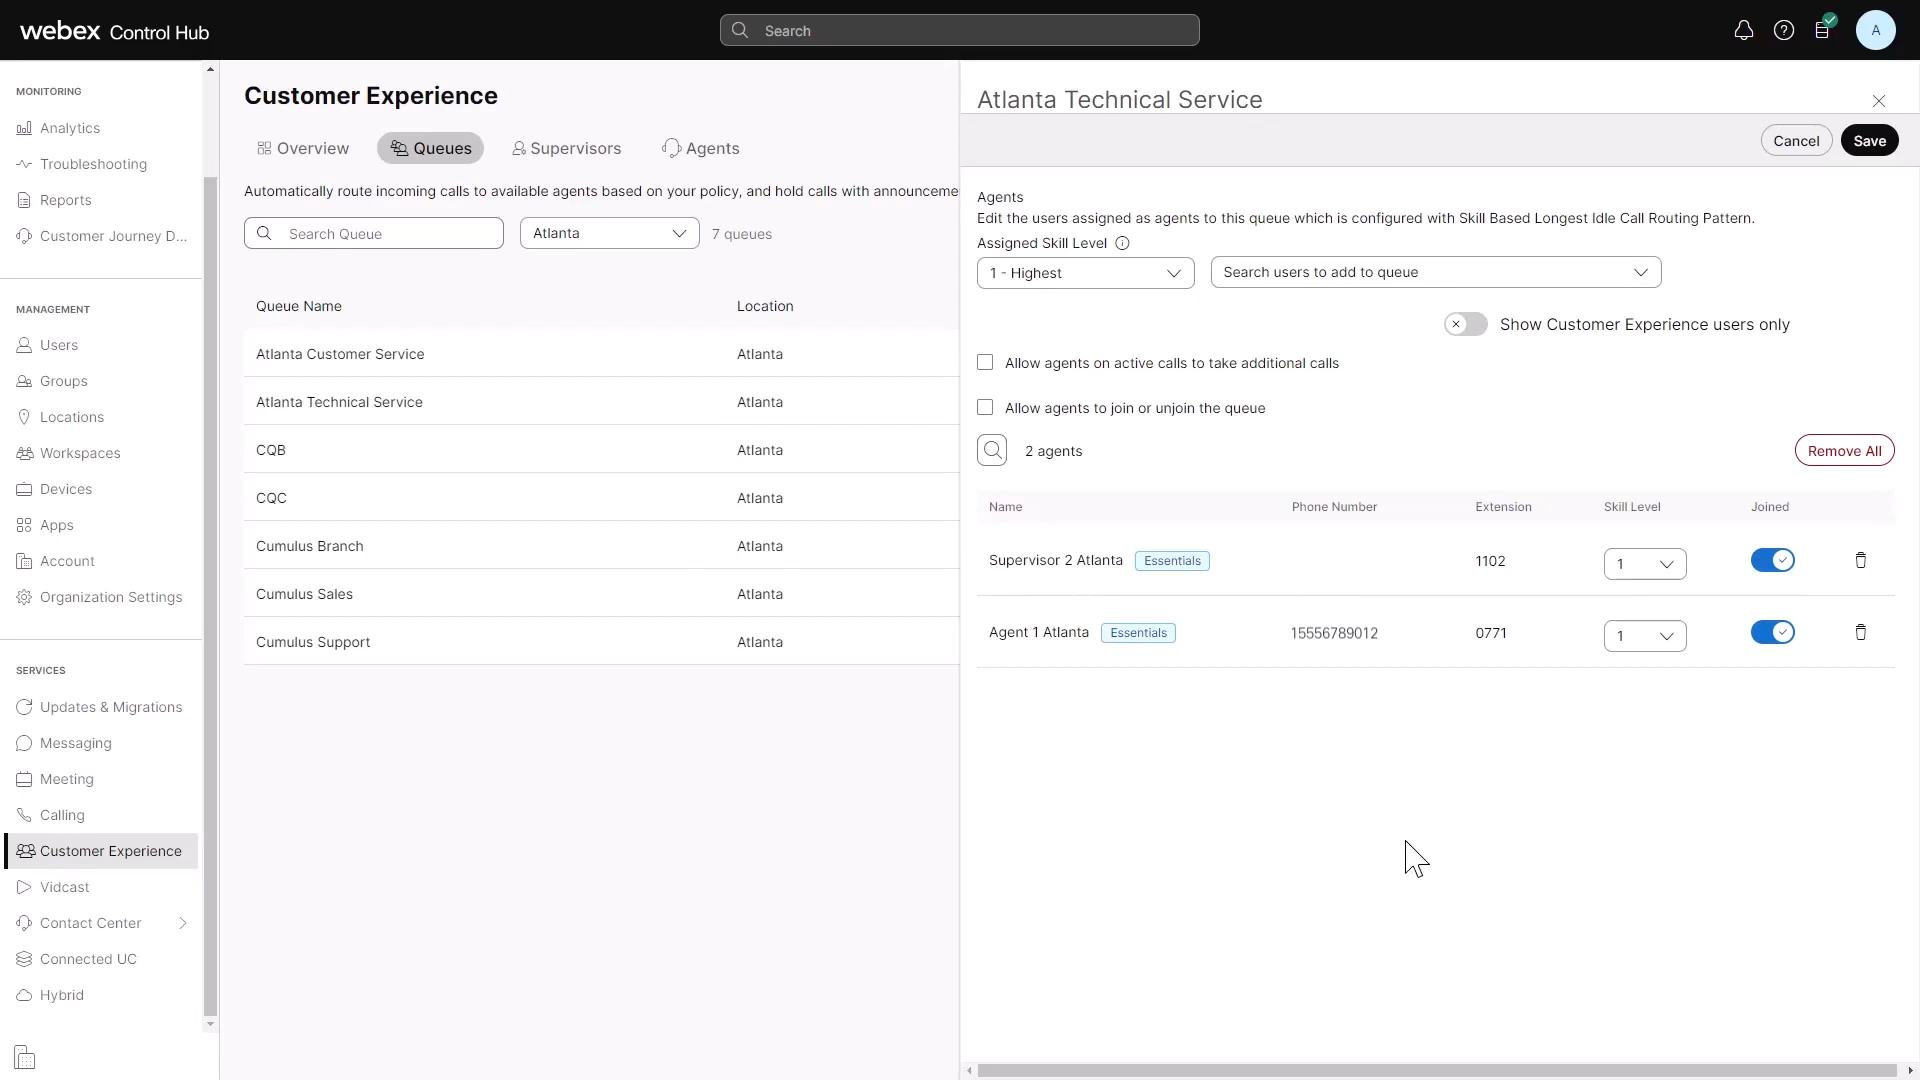 webex Control Hub
Search
A
MONITORING
Analytics
Troubleshooting
Reports
Customer Journey D...
MANAGEMENT
Users
Groups
Locations
Workspaces
Devices
Apps
Account
Organization Settings
SERVICES
Updates & Migrations
Messaging
Meeting
Calling
Customer Experience
Vidcast
Contact Center
Connected UC
Hybrid
Customer Experience
Overview Queues Supervisors Agents
Automatically route incoming calls to available agents based on your policy, and hold calls with announceme
Search Queue Atlanta 7 queues
Queue Name Location
Atlanta Customer Service Atlanta
Atlanta Technical Service Atlanta
CQB Atlanta
CQC Atlanta
Cumulus Branch Atlanta
Cumulus Sales Atlanta
Cumulus Support Atlanta
Atlanta Technical Service
Cancel Save
Agents
Edit the users assigned as agents to this queue which is configured with Skill Based Longest Idle Call Routing Pattern.
Assigned Skill Level
1 - Highest Search users to add to queue
Show Customer Experience users only
Allow agents on active calls to take additional calls
Allow agents to join or unjoin the queue
2 agents Remove All
Name Phone Number Extension Skill Level Joined
Supervisor 2 Atlanta Essentials 1102 1
Agent 1 Atlanta Essentials 15556789012 0771 1